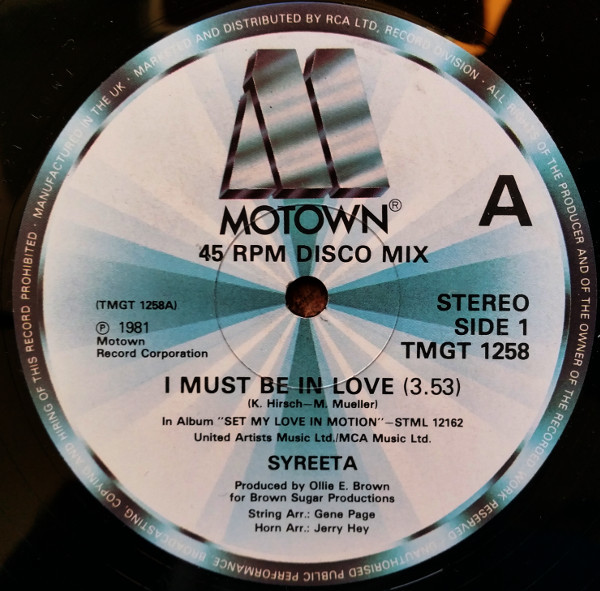 MANUFACTURED IN THE UK · MARKETED AND DISTRIBUTED BY RCA LTD. RECORD DIVISION · ALL RIGHTS OF THE PRODUCER AND OF THE OWNER OF THE RECORDED WORK RESERVED · UNAUTHORISED PUBLIC PERFORMANCE BROADCASTING, COPYING AND HIRING OF THIS RECORD PROHIBITED ·
M
MOTOWN®
A
45 RPM DISCO MIX
(TMGT 1258A)
℗ 1981
Motown
Record Corporation
STEREO
SIDE 1
TMGT 1258
I MUST BE IN LOVE (3.53)
(K. Hirsch—M. Mueller)
In Album "SET MY LOVE IN MOTION"—STML 12162
United Artists Music Ltd./MCA Music Ltd.
SYREETA
Produced by Ollie E. Brown
for Brown Sugar Productions
String Arr.: Gene Page
Horn Arr.: Jerry Hey